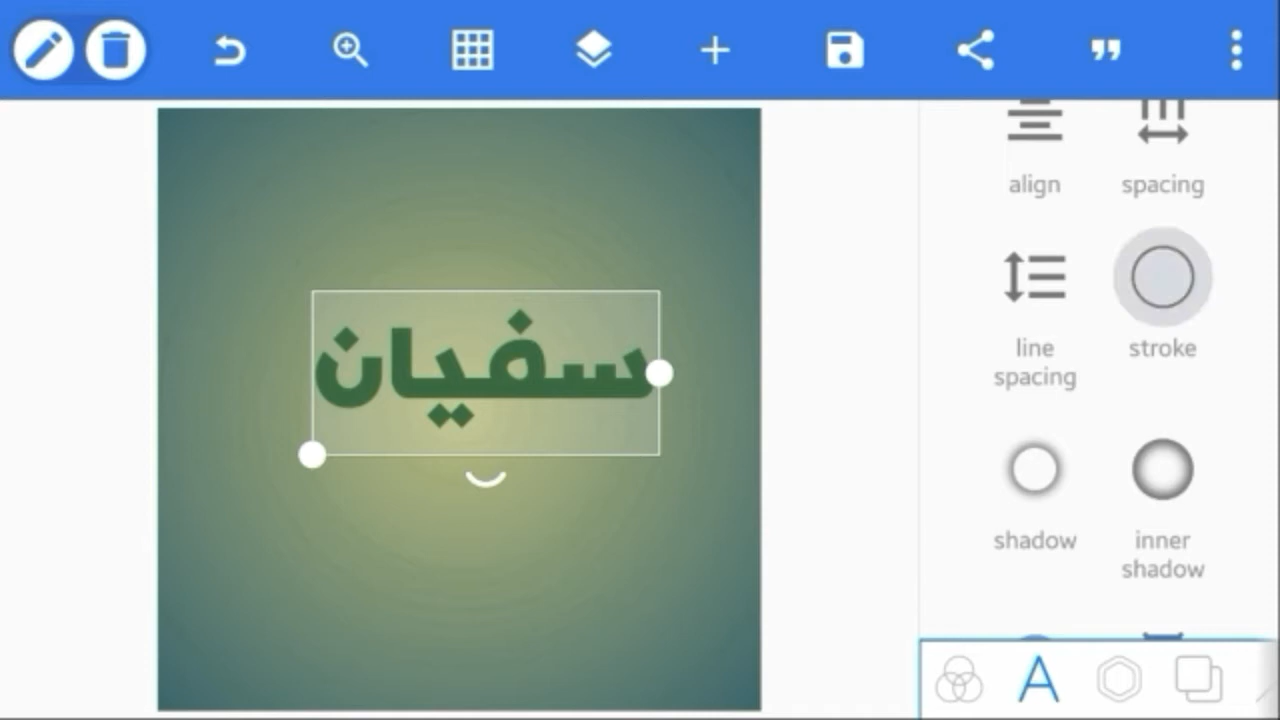 align
spacing
سفيان
line
spacing
stroke
shadow
inner
shadow
A